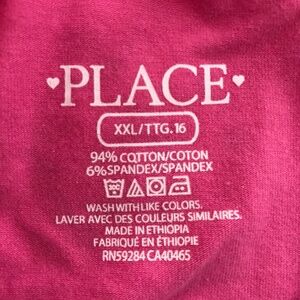 PLACE
XXL/TTG.16
94% COTTON/COTON
6% SPANDEX/SPANDEX
30C
WASH WITH LIKE COLORS.
LAVER AVEC DES COULEURS SIMILAIRES.
MADE IN ETHIOPIA
FABRIQUÉ EN ÉTHIOPIE
RN59284 CA40465